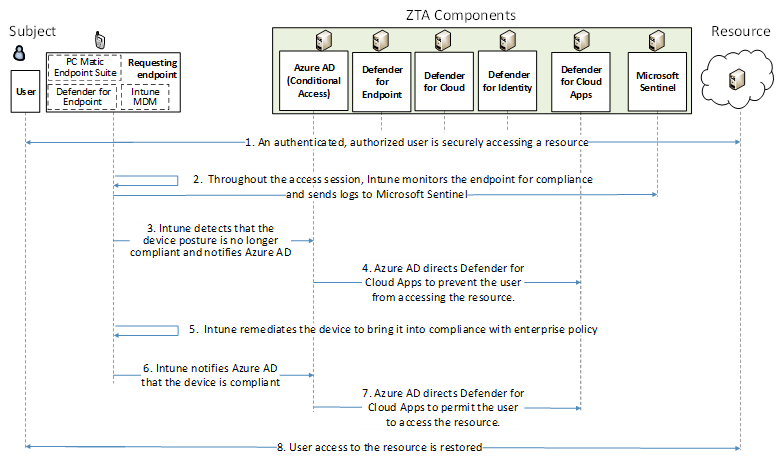 Subject
ZTA Components
Resource
PC Matic
Endpoint Suite
Requesting
endpoint
Defender for
Endpoint
Intune
MDM
User
Azure AD
(Conditional
Access)
Defender
for
Endpoint
Defender
for Cloud
Defender
for Identity
Defender
for Cloud
Apps
Microsoft
Sentinel
1. An authenticated, authorized user is securely accessing a resource
2. Throughout the access session, Intune monitors the endpoint for compliance
and sends logs to Microsoft Sentinel
3. Intune detects that the
device posture is no longer
compliant and notifies Azure AD
4. Azure AD directs Defender for
Cloud Apps to prevent the user
from accessing the resource.
5. Intune remediates the device to bring it into compliance with enterprise policy
6. Intune notifies Azure AD
that the device is compliant
7. Azure AD directs Defender for
Cloud Apps to permit the user
to access the resource.
8. User access to the resource is restored